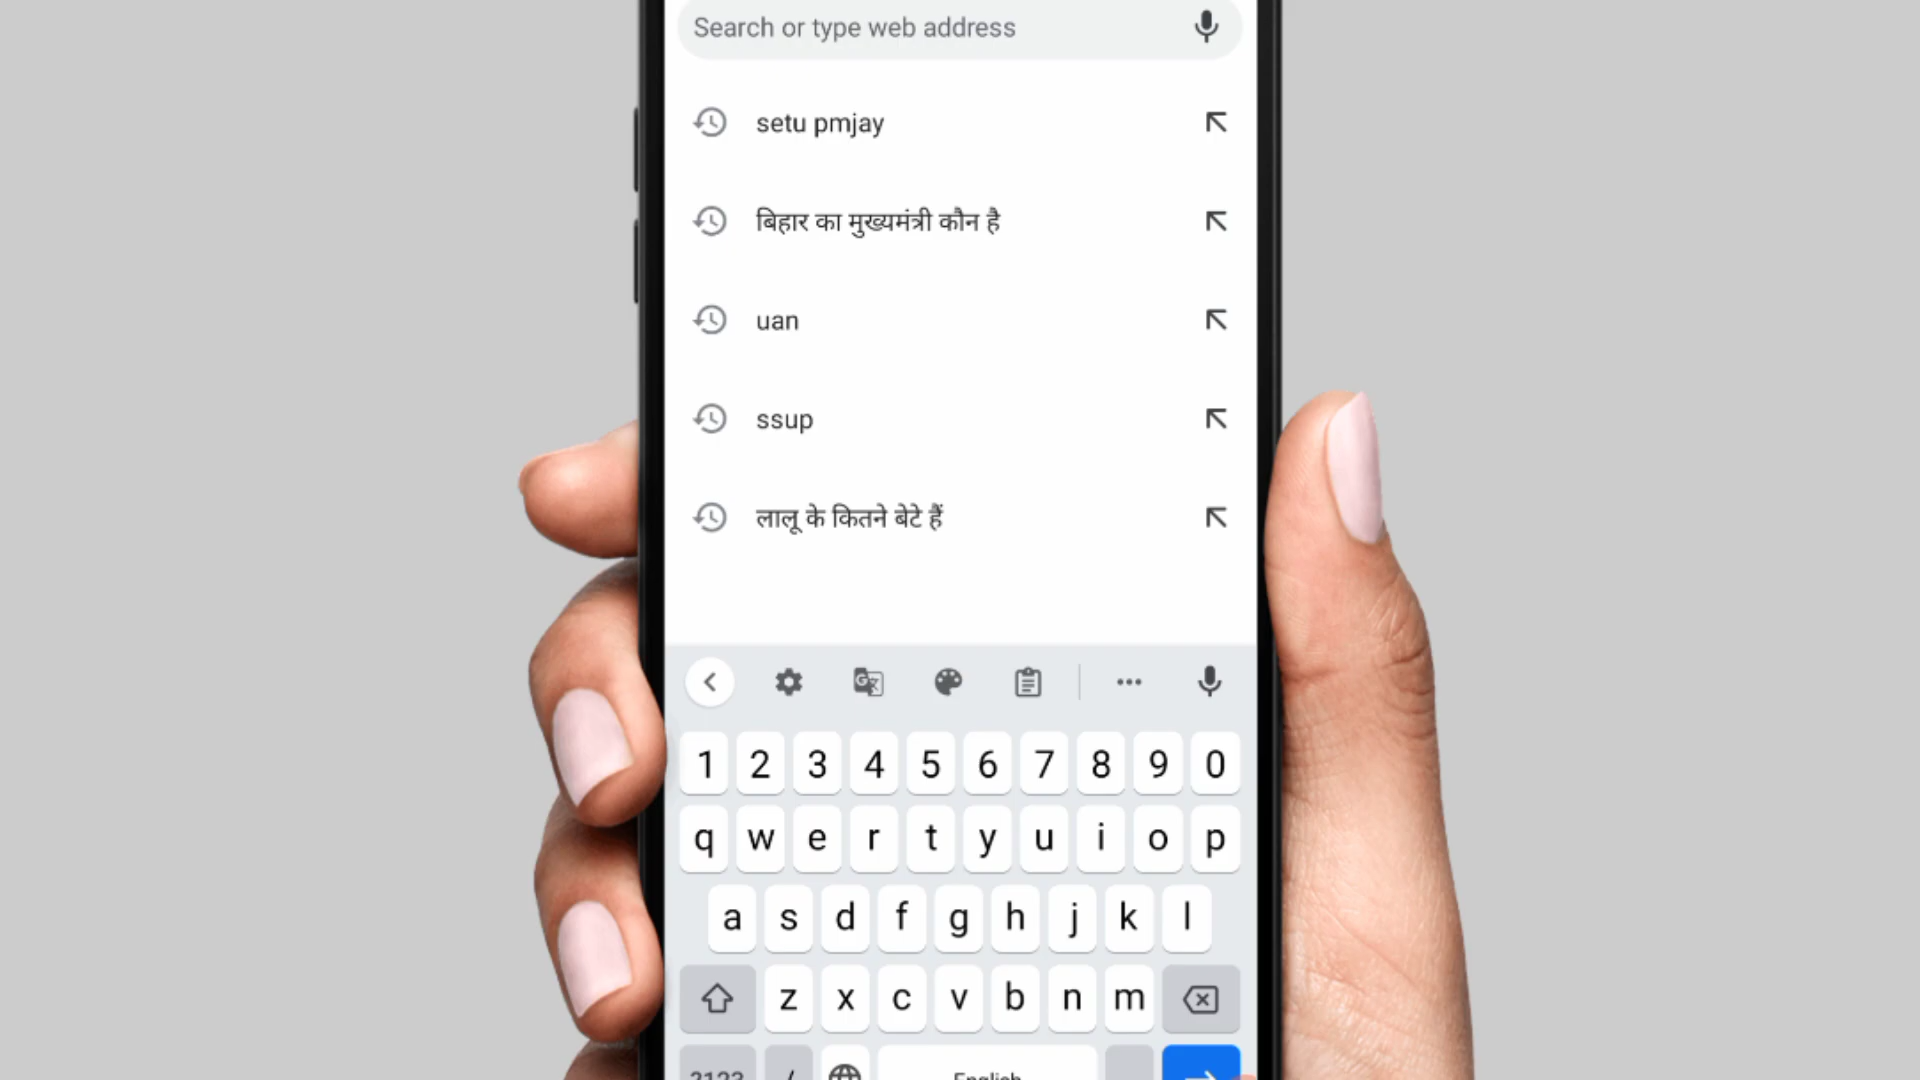 Search or type web address
setu pmjay
बिहार का मुख्यमंत्री कौन है
uan
ssup
लालू के कितने बेटे हैं
1 2 3 4 5 6 7 8 9 0
q w e r t y u i o p
a s d f g h j k l
z x c v b n m
?123 / English